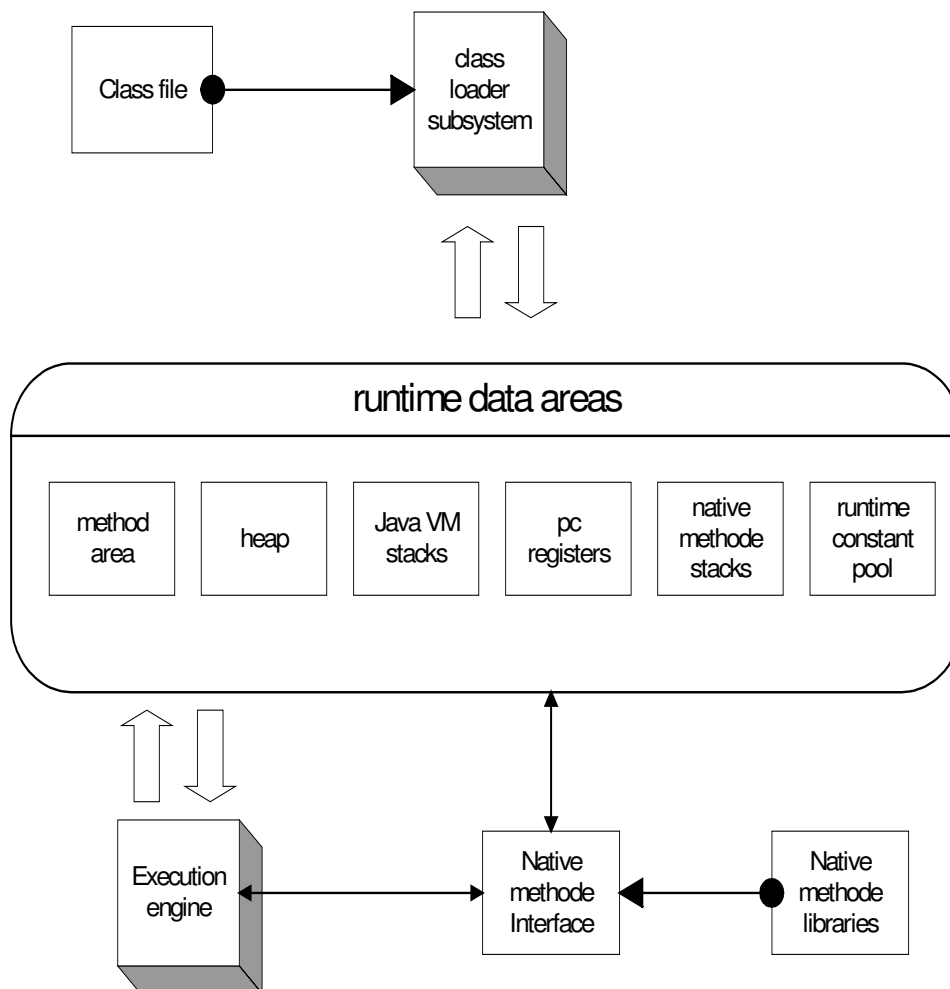 Class file
class
loader
subsystem
runtime data areas
method
area
heap
Java VM
stacks
pc
registers
native
methode
stacks
runtime
constant
pool
Execution
engine
Native
methode
Interface
Native
methode
libraries